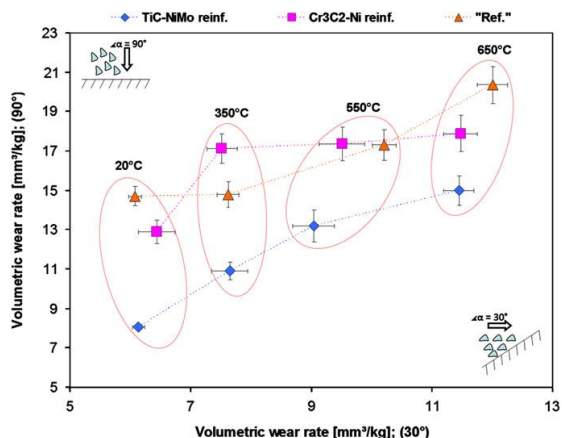 TiC-NiMo reinf. Cr3C2-Ni reinf. "Ref."
23
21
19
17
15
13
11
9
7
5
Volumetric wear rate [mm³/kg]; (90°)
∡α = 90°
20°C
350°C
550°C
650°C
∡α = 30°
5 7 9 11 13
Volumetric wear rate [mm³/kg]; (30°)